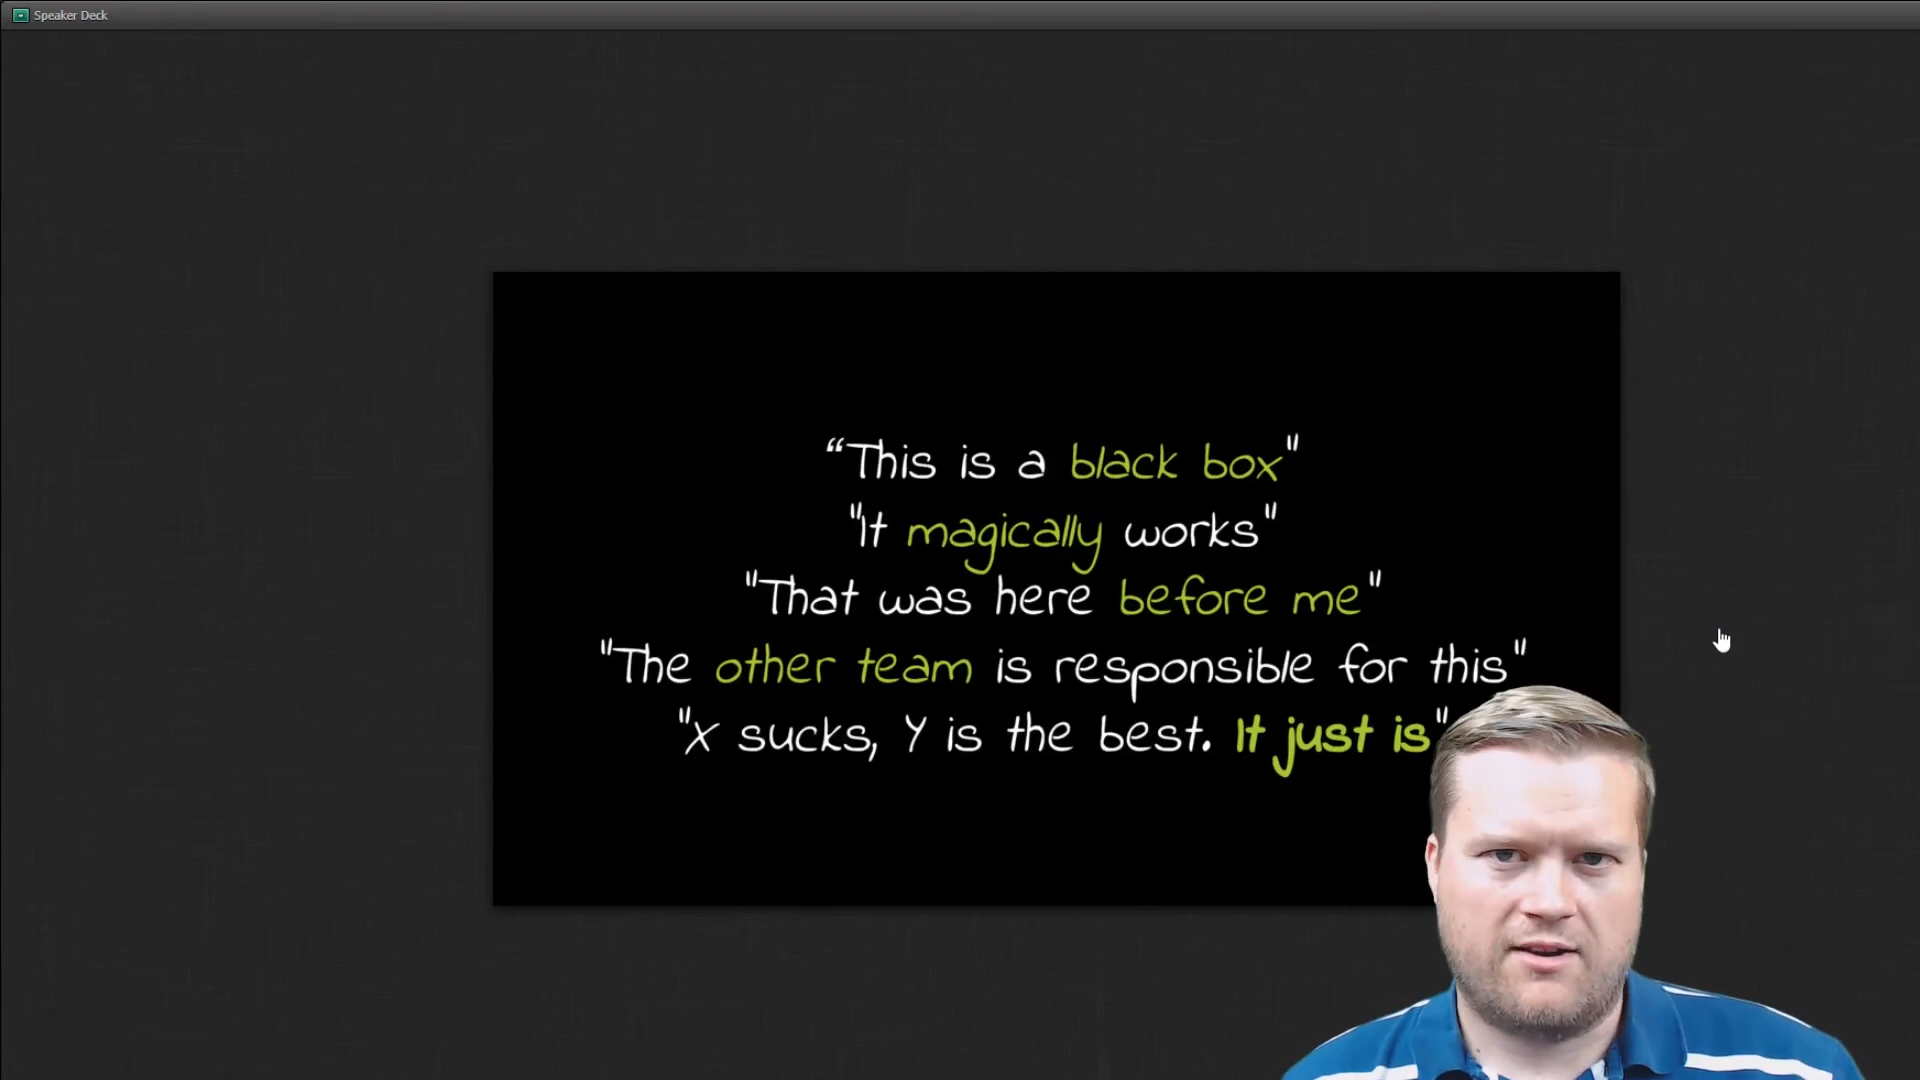 Speaker Deck
“This is a black box"
"It magically works"
"That was here before me"
"The other team is responsible for this"
"X sucks, Y is the best. It just is"